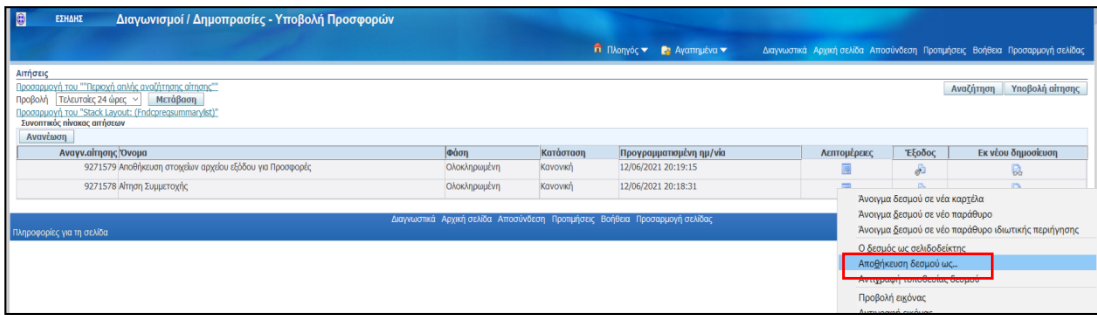 ΕΣΗΔΗΣ Διαγωνισμοί / Δημοπρασίες - Υποβολή Προσφορών
Πλοηγός Αγαπημένα Διαγνωστικά Αρχική σελίδα Αποσύνδεση Προτιμήσεις Βοήθεια Προσαρμογή σελίδας
Αιτήσεις
Προσαρμογή του ""Περιοχή απλής αναζήτησης αίτησης""
Αναζήτηση Υποβολή αίτησης
Προβολή Τελευταίες 24 ώρες Μετάβαση
Προσαρμογή του "Stack Layout: (Fndcpreqsummarylist)"
Συνοπτικός πίνακας αιτήσεων
Ανανέωση
Αναγν.αίτησης Όνομα Φάση Κατάσταση Προγραμματισμένη ημ/νία Λεπτομέρειες Έξοδος Εκ νέου δημοσίευση
9271579 Αποθήκευση στοιχείων αρχείου εξόδου για Προσφορές Ολοκληρωμένη Κανονική 12/06/2021 20:19:15
9271578 Αίτηση Συμμετοχής Ολοκληρωμένη Κανονική 12/06/2021 20:18:31
Διαγνωστικά Αρχική σελίδα Αποσύνδεση Προτιμήσεις Βοήθεια Προσαρμογή σελίδας
Πληροφορίες για τη σελίδα
Άνοιγμα δεσμού σε νέα καρτέλα
Άνοιγμα δεσμού σε νέο παράθυρο
Άνοιγμα δεσμού σε νέο παράθυρο ιδιωτικής περιήγησης
Ο δεσμός ως σελιδοδείκτης
Αποθήκευση δεσμού ως...
Αντιγραφή τοποθεσίας δεσμού
Προβολή εικόνας
Αντιγραφή εικόνας